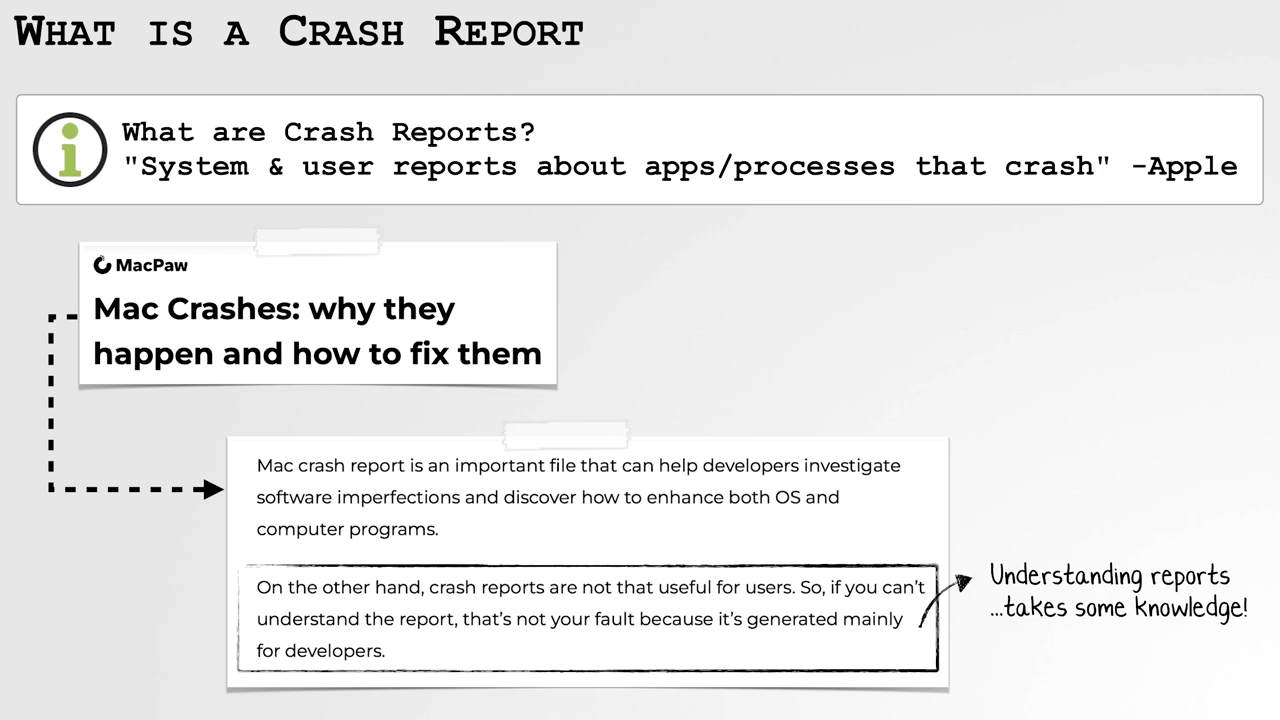 What is a Crash Report
What are Crash Reports?
"System & user reports about apps/processes that crash" -Apple
MacPaw
Mac Crashes: why they
happen and how to fix them
Mac crash report is an important file that can help developers investigate
software imperfections and discover how to enhance both OS and
computer programs.
On the other hand, crash reports are not that useful for users. So, if you can't
understand the report, that's not your fault because it's generated mainly
for developers.
Understanding reports
...takes some knowledge!